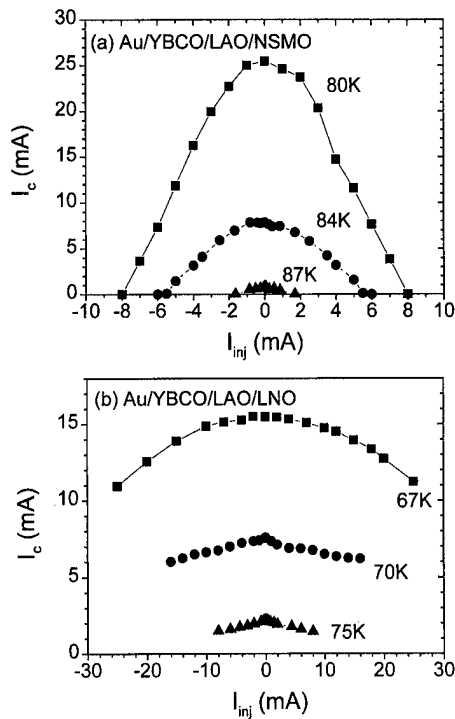 (a) Au/YBCO/LAO/NSMO
30
25
20
15
10
5
0
I_c (mA)
80K
84K
87K
-10 -8 -6 -4 -2 0 2 4 6 8 10
I_inj (mA)
(b) Au/YBCO/LAO/LNO
15
10
5
0
I_c (mA)
67K
70K
75K
-30 -20 -10 0 10 20 30
I_inj (mA)